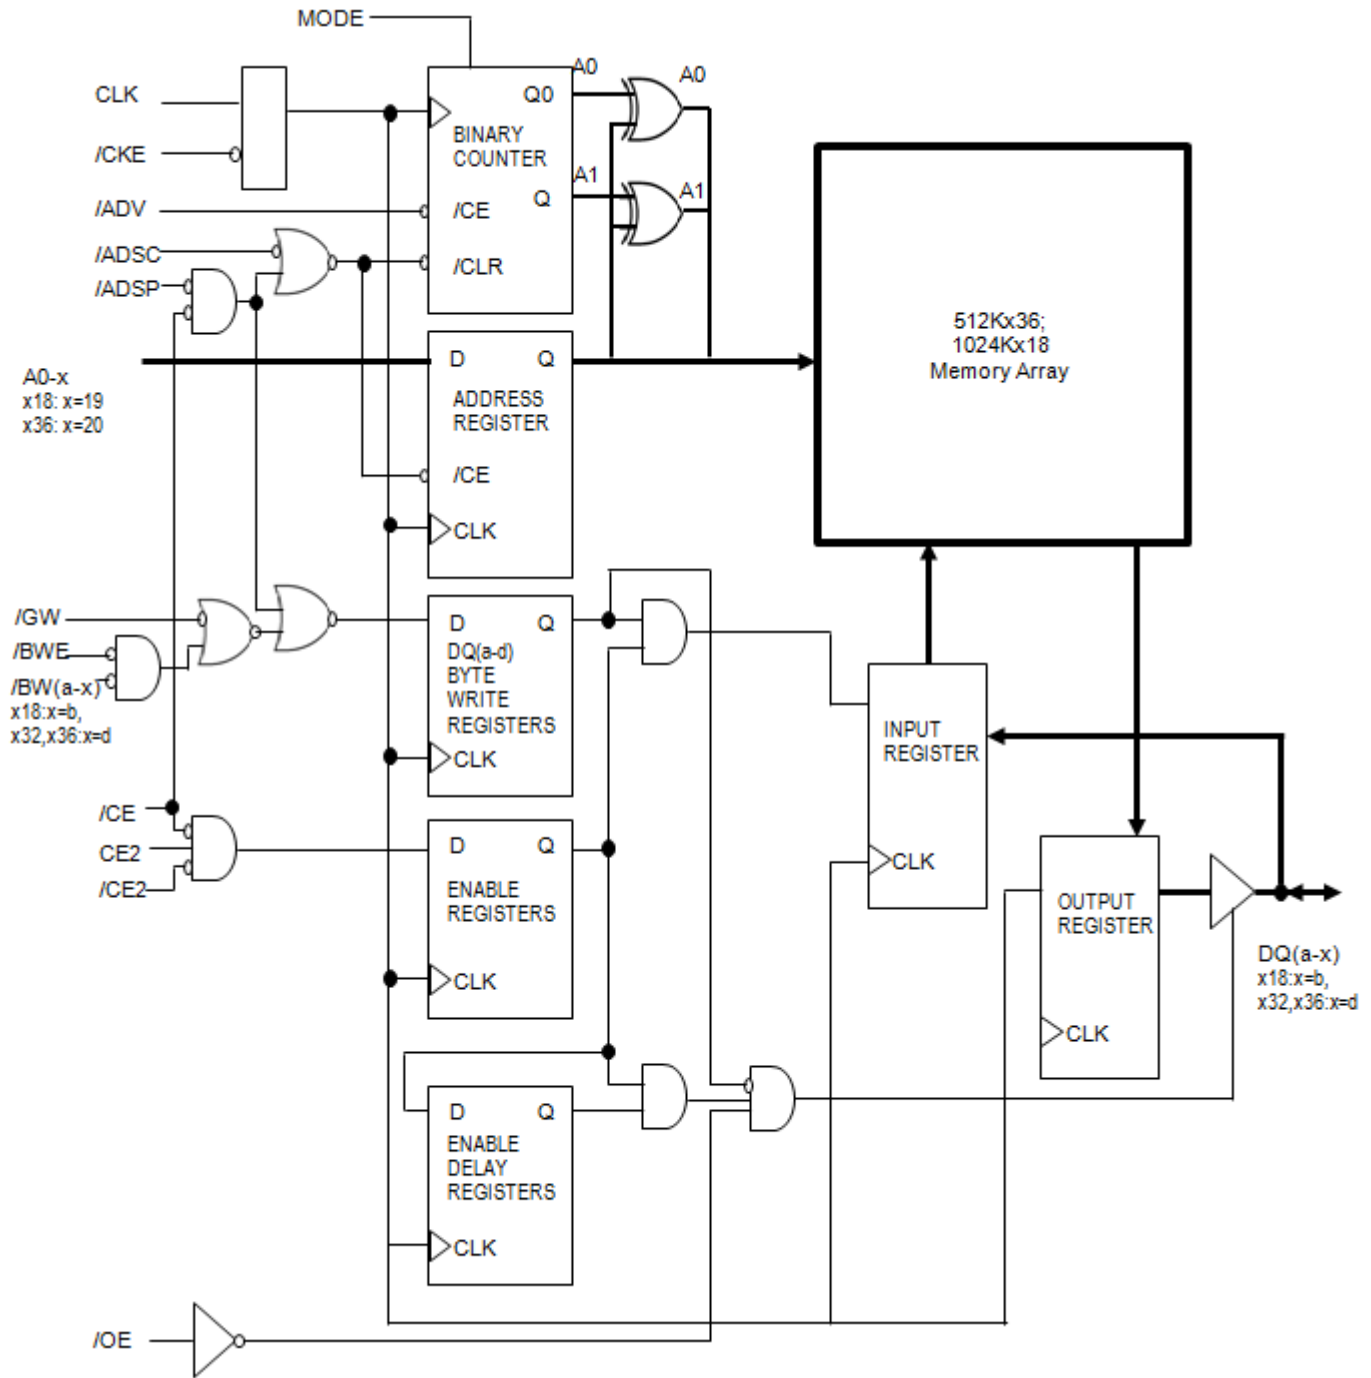 MODE
CLK
/CKE
/ADV
/ADSC
/ADSP
Q0
BINARY
COUNTER
Q
/CE
/CLR
A0
A0
A1
A1
A0-x
x18: x=19
x36: x=20
D
Q
ADDRESS
REGISTER
/CE
CLK
512Kx36;
1024Kx18
Memory Array
/GW
/BWE
/BW(a-x)
x18:x=b,
x32,x36:x=d
D
Q
DQ(a-d)
BYTE
WRITE
REGISTERS
CLK
INPUT
REGISTER
CLK
/CE
CE2
/CE2
D
Q
ENABLE
REGISTERS
CLK
OUTPUT
REGISTER
CLK
DQ(a-x)
x18:x=b,
x32,x36:x=d
D
Q
ENABLE
DELAY
REGISTERS
CLK
/OE